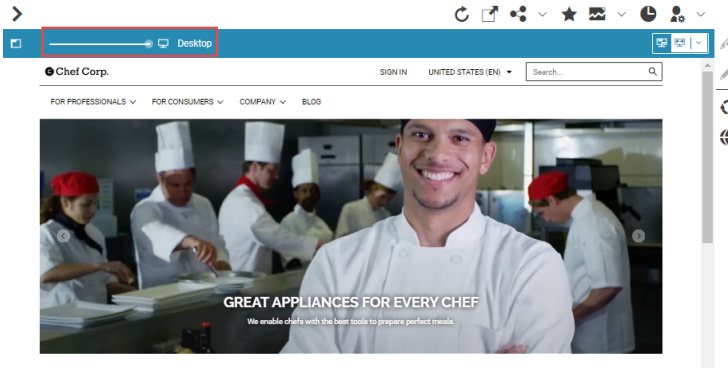 Desktop
Chef Corp.
SIGN IN UNITED STATES (EN) Search...
FOR PROFESSIONALS FOR CONSUMERS COMPANY BLOG
GREAT APPLIANCES FOR EVERY CHEF
We enable chefs with the best tools to prepare perfect meals.